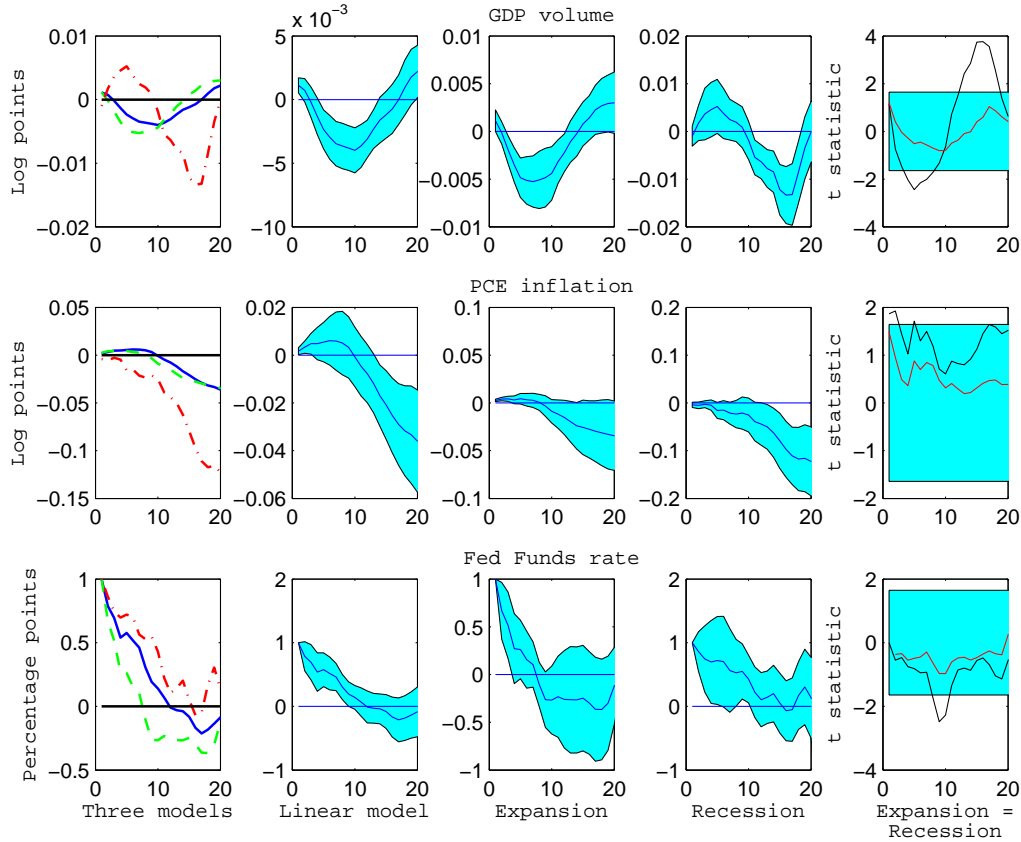 GDP volume
x 10⁻³
Log points
0.01
0
−0.01
−0.02
0 10 20
5
0
−5
−10
0 10 20
0.01
0.005
0
−0.005
−0.01
0 10 20
0.02
0.01
0
−0.01
−0.02
0 10 20
t statistic
4
2
0
−2
−4
0 10 20
PCE inflation
Log points
0.05
0
−0.05
−0.1
−0.15
0 10 20
0.02
0
−0.02
−0.04
−0.06
0 10 20
0.1
0.05
0
−0.05
−0.1
0 10 20
0.2
0.1
0
−0.1
−0.2
0 10 20
t statistic
2
1
0
−1
−2
0 10 20
Fed Funds rate
Percentage points
1
0.5
0
−0.5
0 10 20
Three models
2
1
0
−1
0 10 20
Linear model
1
0.5
0
−0.5
−1
0 10 20
Expansion
2
1
0
−1
0 10 20
Recession
t statistic
2
0
−2
−4
0 10 20
Expansion =
Recession